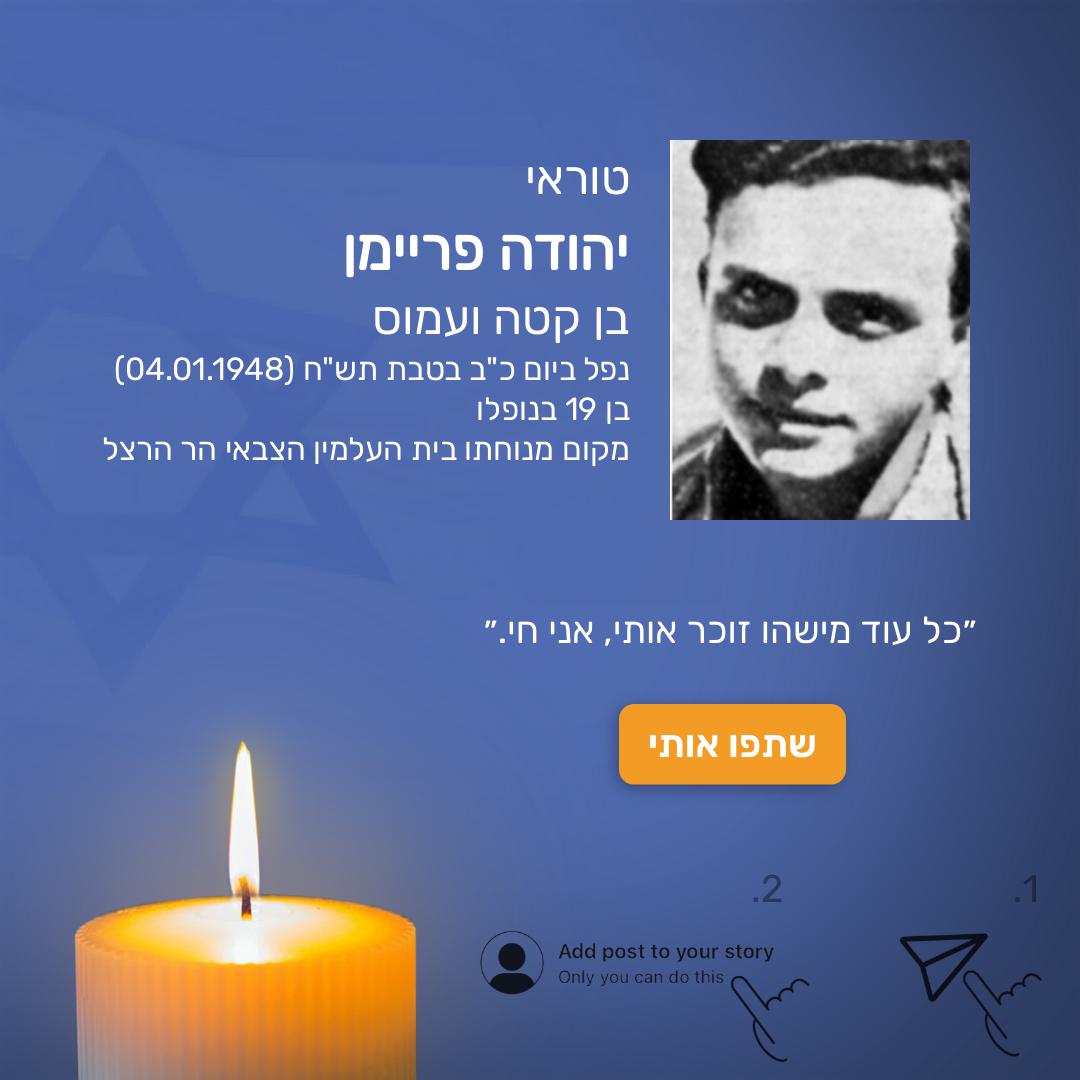 טוראי
יהודה פריימן
בן קטה ועמוס
נפל ביום כ"ב בטבת תש"ח (04.01.1948)
בן 19 בנופלו
מקום מנוחתו בית העלמין הצבאי הר הרצל
״כל עוד מישהו זוכר אותי, אני חי.״
שתפו אותי
.1
.2
Add post to your story
Only you can do this